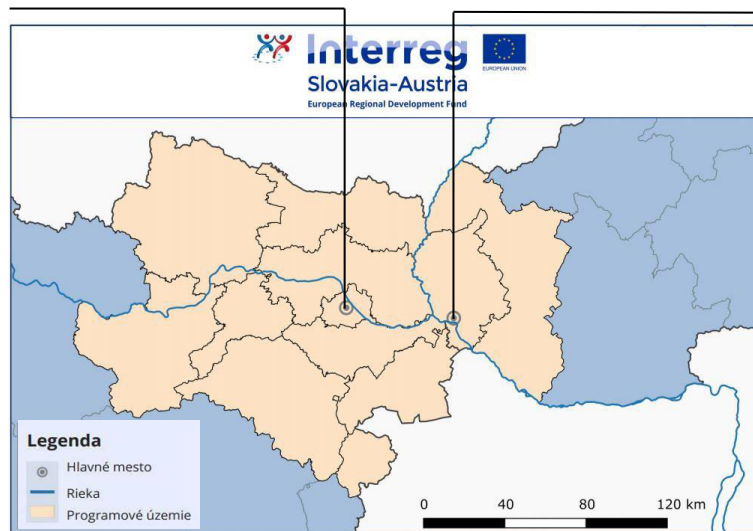 Interreg
EUROPEAN UNION
Slovakia-Austria
European Regional Development Fund
Legenda
Hlavné mesto
Rieka
Programové územie
0 40 80 120 km